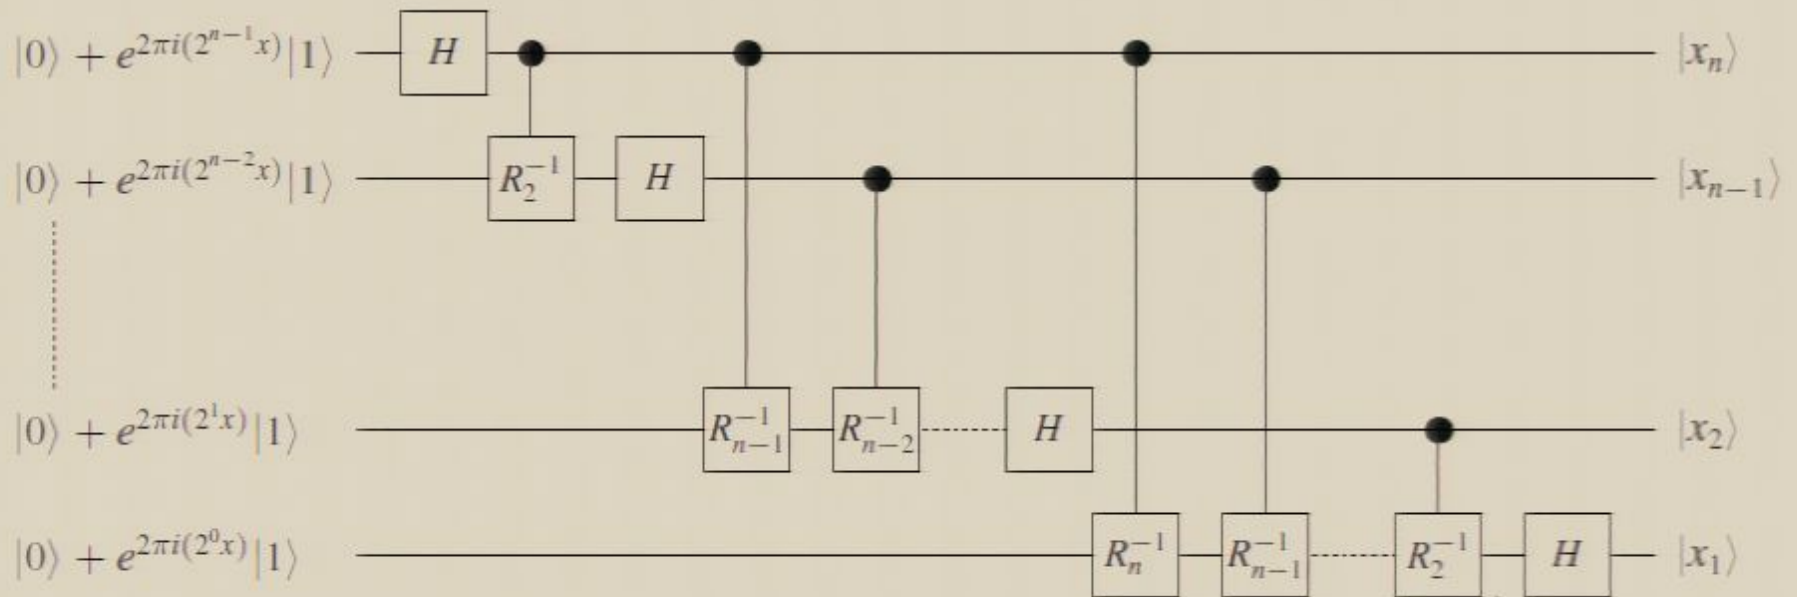 |0⟩ + e^{2πi(2^{n−1}x)}|1⟩ H |x_n⟩
|0⟩ + e^{2πi(2^{n−2}x)}|1⟩ R_2^{−1} H |x_{n−1}⟩
|0⟩ + e^{2πi(2^1x)}|1⟩ R_{n−1}^{−1} R_{n−2}^{−1} H |x_2⟩
|0⟩ + e^{2πi(2^0x)}|1⟩ R_n^{−1} R_{n−1}^{−1} R_2^{−1} H |x_1⟩